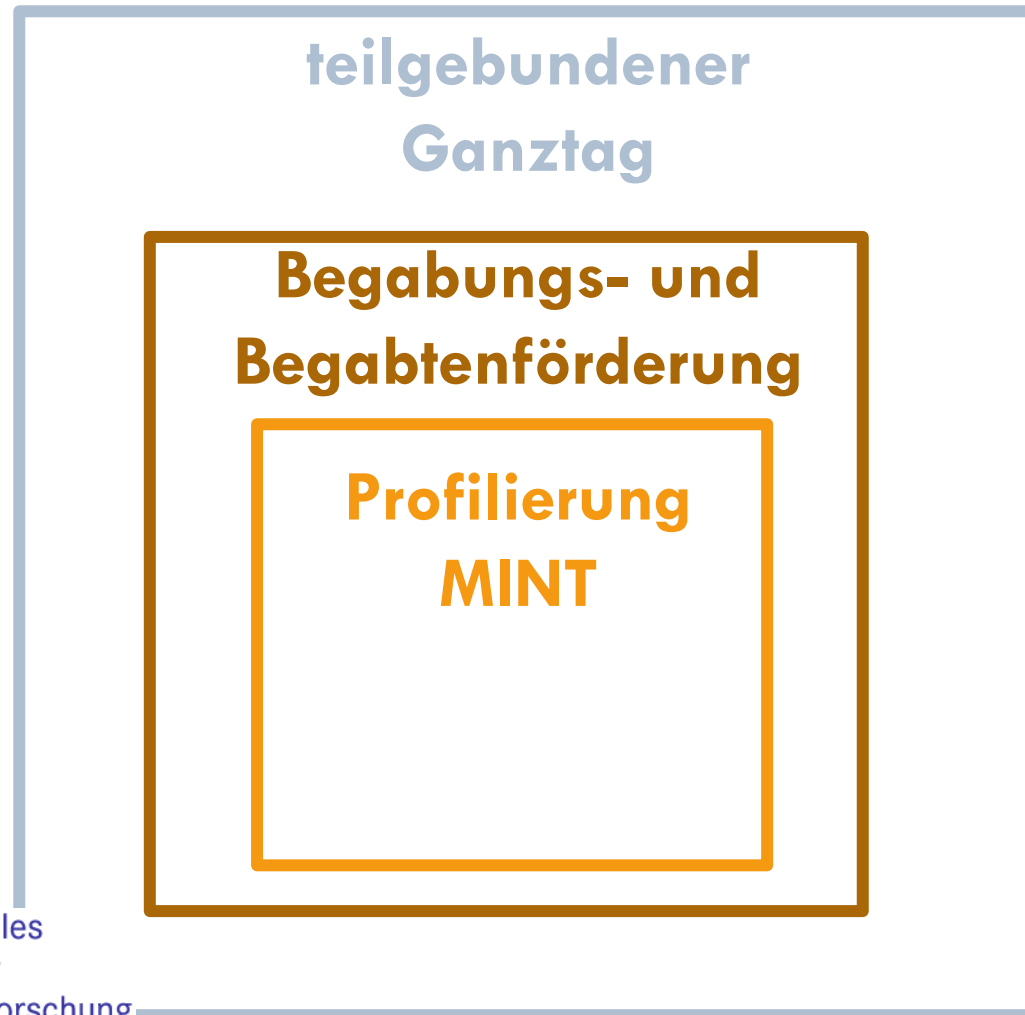 teilgebundener
Ganztag
Begabungs- und
Begabtenförderung
Profilierung
MINT